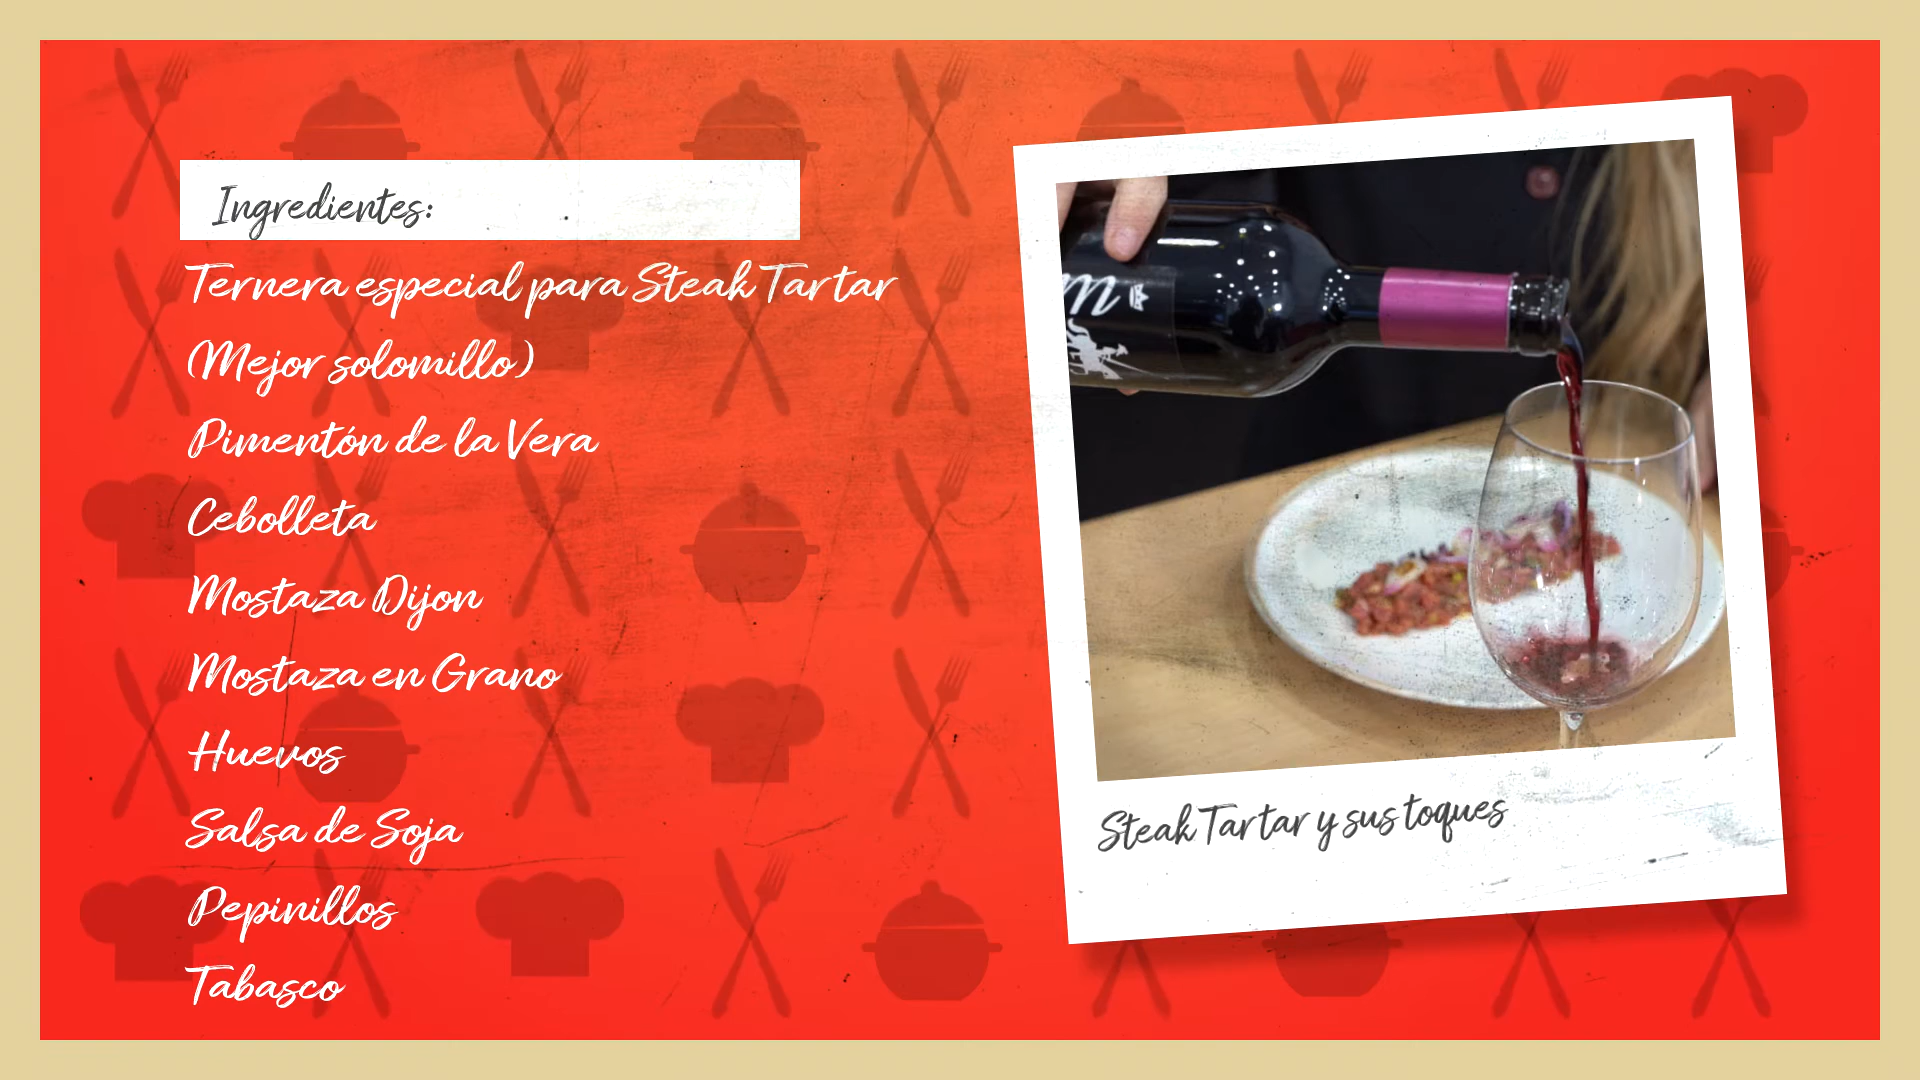 Ingredientes:
Ternera especial para Steak Tartar
(Mejor solomillo)
Pimentón de la Vera
Cebolleta
Mostaza Dijon
Mostaza en Grano
Huevos
Salsa de Soja
Pepinillos
Tabasco
Steak Tartar y sus toques